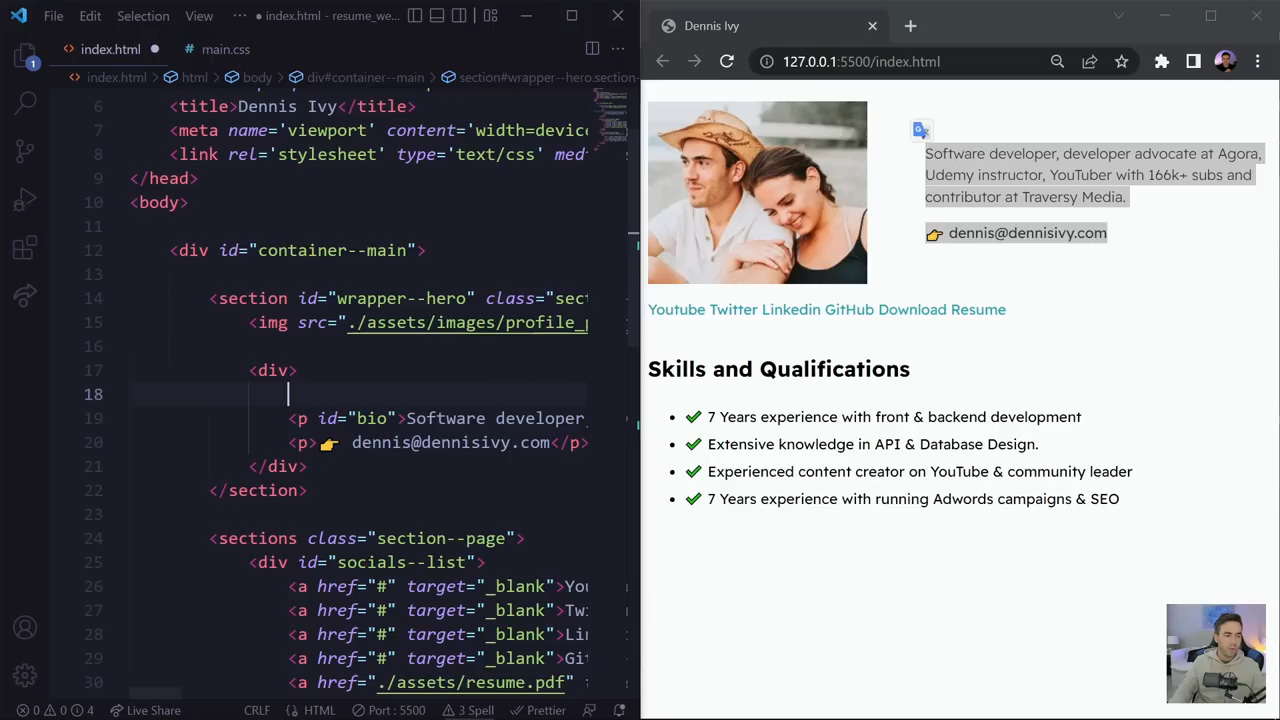 File Edit Selection View ··· ● index.html - resume_we...
index.html ● main.css
index.html > html > body > div#container--main > section#wrapper--hero.section-
6 <title>Dennis Ivy</title>
7 <meta name='viewport' content='width=device
8 <link rel='stylesheet' type='text/css' med
9 </head>
10 <body>
11
12 <div id="container--main">
13
14 <section id="wrapper--hero" class="sect
15 <img src="./assets/images/profile_p
16
17 <div>
18
19 <p id="bio">Software developer,
20 <p>👉 dennis@dennisivy.com</p>
21 </div>
22 </section>
23
24 <sections class="section--page">
25 <div id="socials--list">
26 <a href="#" target="_blank">You
27 <a href="#" target="_blank">Twi
28 <a href="#" target="_blank">Li
29 <a href="#" target="_blank">Git
30 <a href="./assets/resume.pdf"
1
0 0 4 Live Share CRLF HTML Port : 5500 3 Spell Prettier
Dennis Ivy
127.0.0.1:5500/index.html
Software developer, developer advocate at Agora,
Udemy instructor, YouTuber with 166k+ subs and
contributor at Traversy Media.
👉 dennis@dennisivy.com
Youtube Twitter Linkedin GitHub Download Resume
Skills and Qualifications
• ✔ 7 Years experience with front & backend development
• ✔ Extensive knowledge in API & Database Design.
• ✔ Experienced content creator on YouTube & community leader
• ✔ 7 Years experience with running Adwords campaigns & SEO